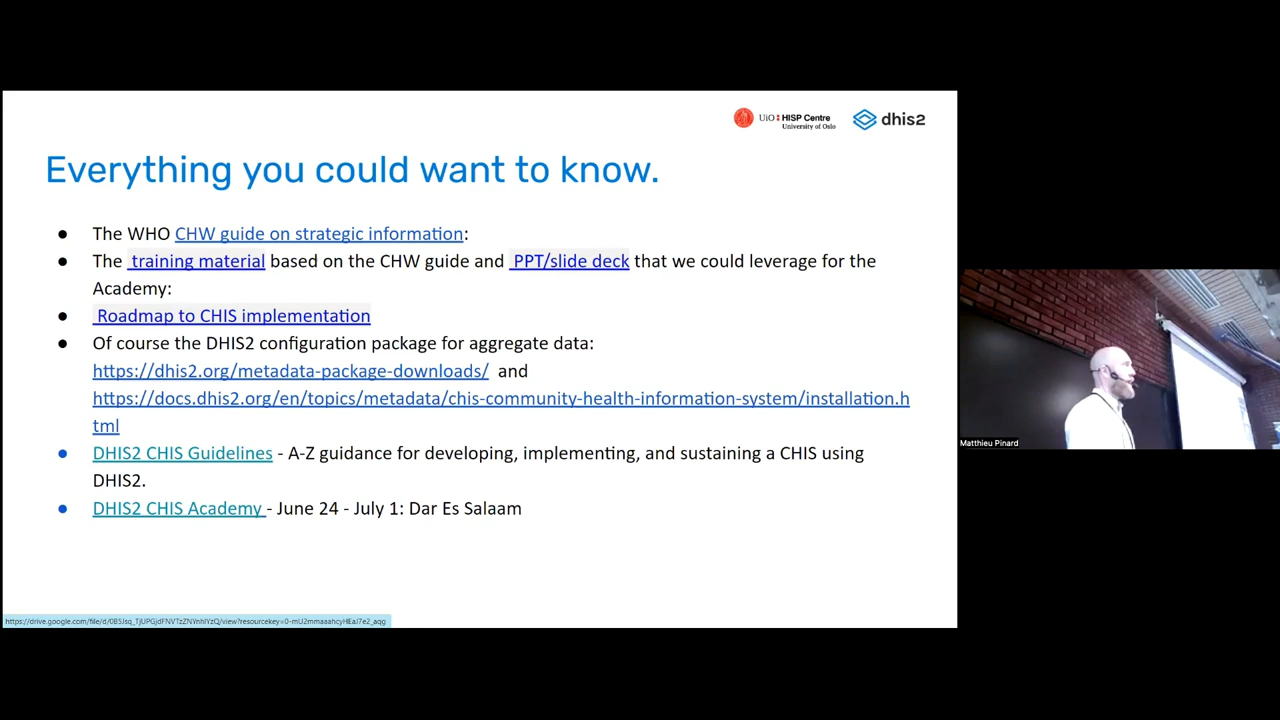 UiO HISP Centre
University of Oslo
dhis2
Everything you could want to know.
● The WHO CHW guide on strategic information:
● The training material based on the CHW guide and PPT/slide deck that we could leverage for the
Academy:
● Roadmap to CHIS implementation
● Of course the DHIS2 configuration package for aggregate data:
https://dhis2.org/metadata-package-downloads/ and
https://docs.dhis2.org/en/topics/metadata/chis-community-health-information-system/installation.h
tml
● DHIS2 CHIS Guidelines - A-Z guidance for developing, implementing, and sustaining a CHIS using
DHIS2.
● DHIS2 CHIS Academy - June 24 - July 1: Dar Es Salaam
Matthieu Pinard